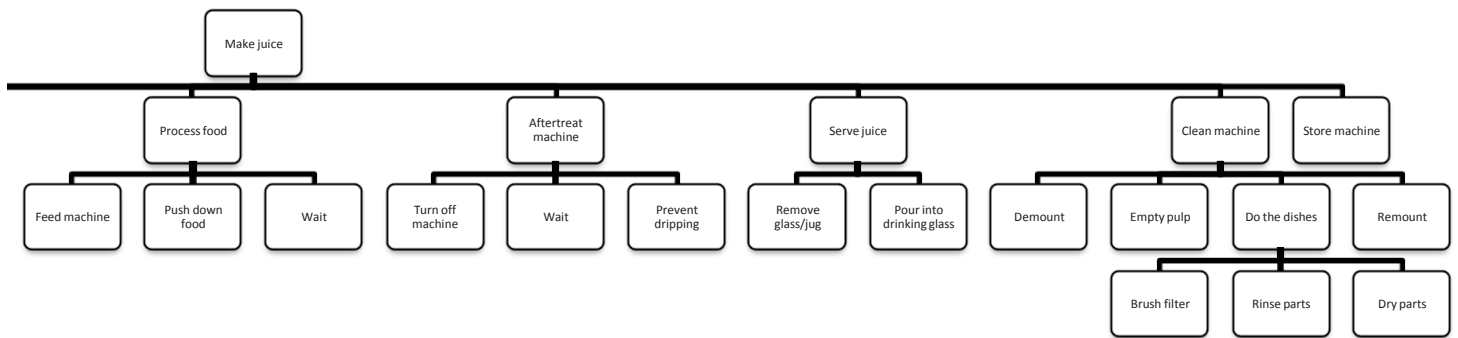 Make juice
Process food
Aftertreat
machine
Serve juice
Clean machine
Store machine
Feed machine
Push down
food
Wait
Turn off
machine
Wait
Prevent
dripping
Remove
glass/jug
Pour into
drinking glass
Demount
Empty pulp
Do the dishes
Remount
Brush filter
Rinse parts
Dry parts